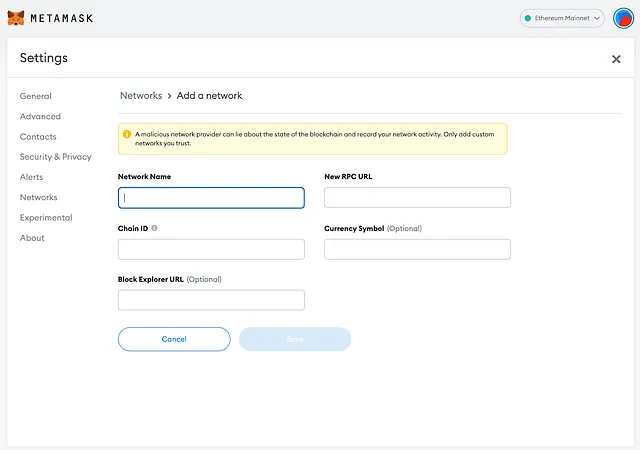 METAMASK
Ethereum Mainnet
Settings
General
Advanced
Contacts
Security & Privacy
Alerts
Networks
Experimental
About
Networks > Add a network
A malicious network provider can lie about the state of the blockchain and record your network activity. Only add custom
networks you trust.
Network Name
New RPC URL
Chain ID
Currency Symbol (Optional)
Block Explorer URL (Optional)
Cancel
Save